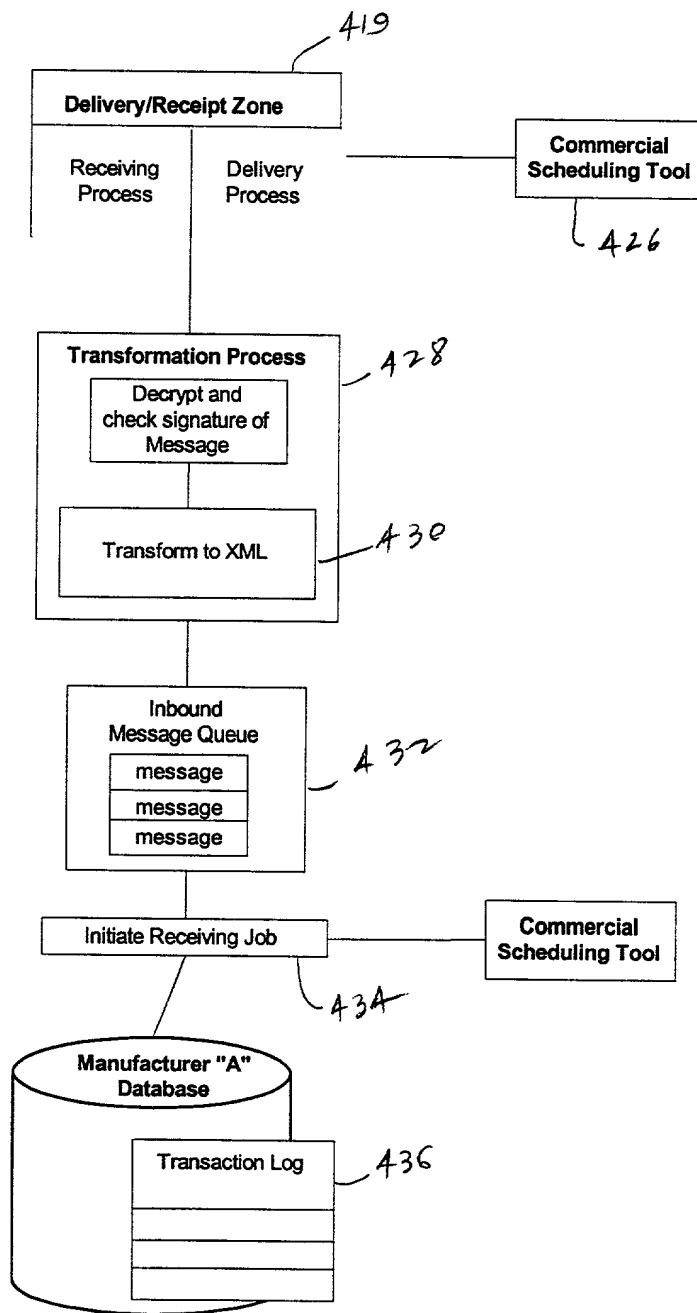 419
Delivery/Receipt Zone
Receiving
Process
Delivery
Process
Commercial
Scheduling Tool
426
Transformation Process
428
Decrypt and
check signature of
Message
Transform to XML
430
Inbound
Message Queue
message
message
message
432
Initiate Receiving Job
Commercial
Scheduling Tool
434
Manufacturer "A"
Database
Transaction Log
436